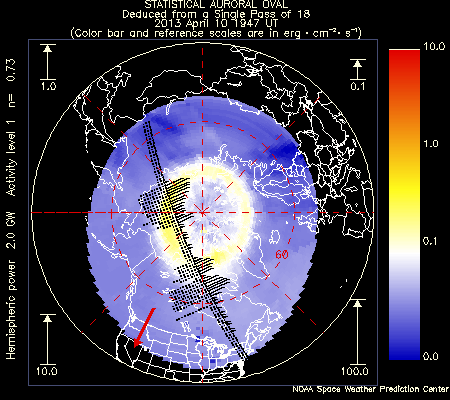 STATISTICAL AURORAL OVAL
Deduced from a Single Pass of 18
2013 April 10 1947 UT
(Color bar and reference scales are in erg · cm⁻² · s⁻¹)
Hemispheric power 2.0 GW Activity level 1 n= 0.73
1.0
0.1
10.0
100.0
60
10.0
1.0
0.1
0.0
NOAA Space Weather Prediction Center